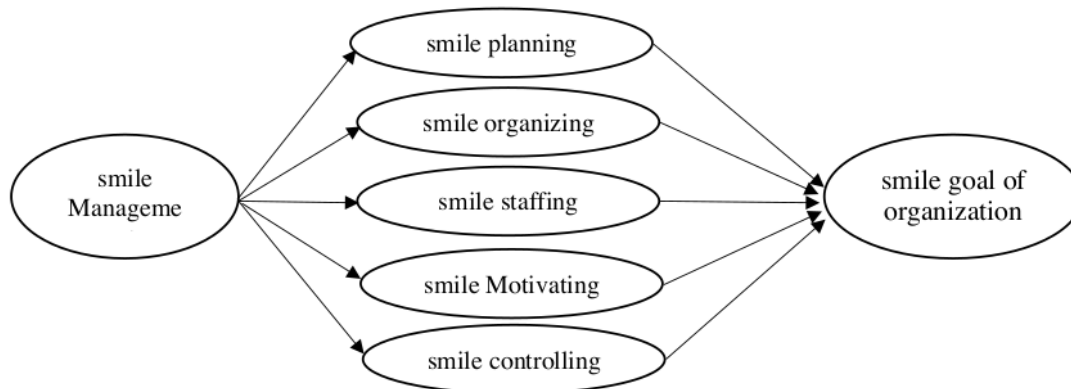 smile planning
smile organizing
smile
Manageme
smile staffing
smile goal of
organization
smile Motivating
smile controlling